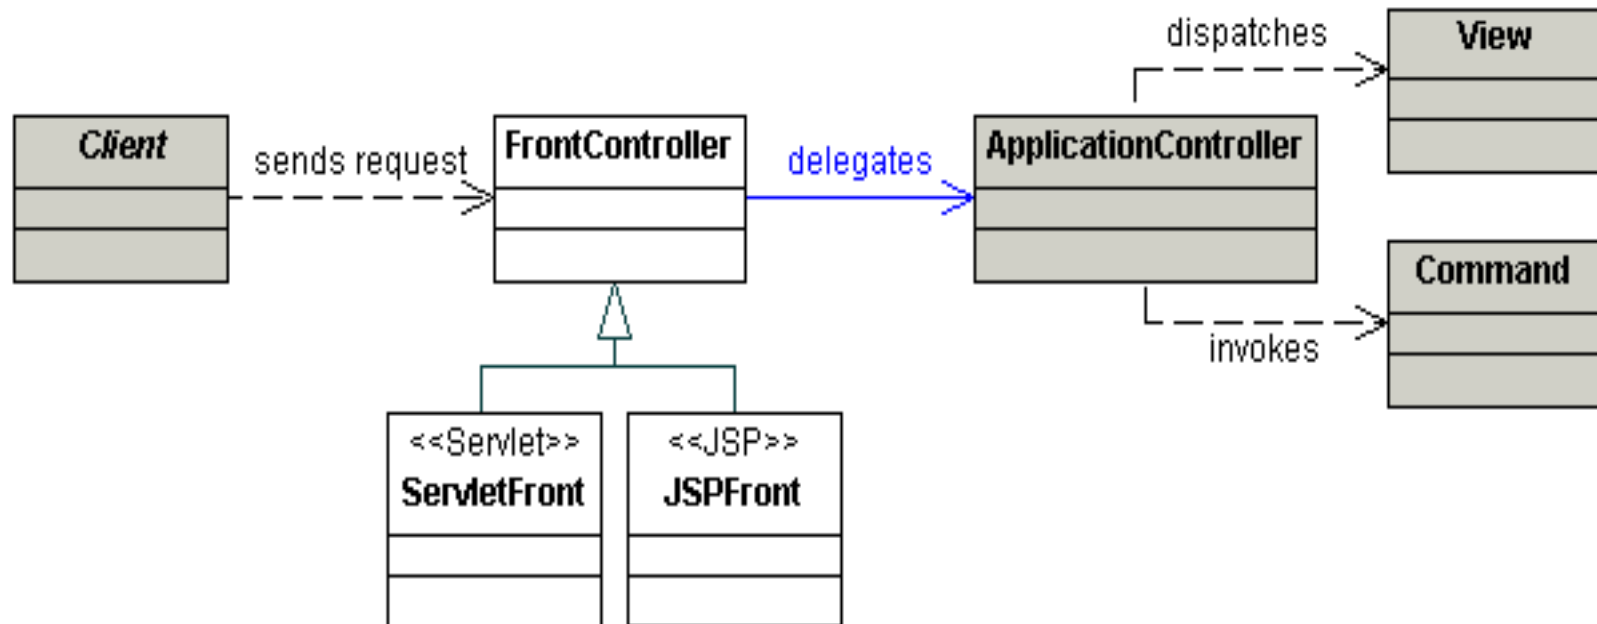 dispatches
View
Client
sends request
FrontController
delegates
ApplicationController
Command
invokes
<<Servlet>>
ServletFront
<<JSP>>
JSPFront